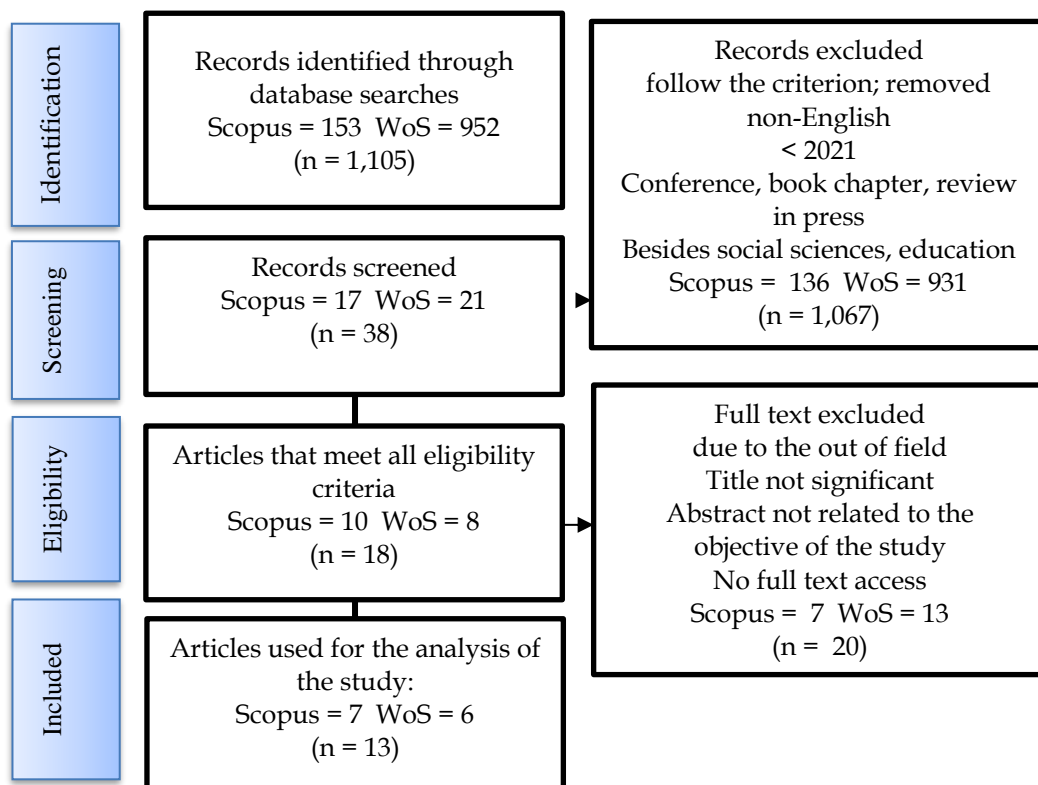 Identification
Records identified through
database searches
Scopus = 153 WoS = 952
(n = 1,105)
Records excluded
follow the criterion; removed
non-English
< 2021
Conference, book chapter, review
in press
Besides social sciences, education
Scopus = 136 WoS = 931
(n = 1,067)
Screening
Records screened
Scopus = 17 WoS = 21
(n = 38)
Eligibility
Articles that meet all eligibility
criteria
Scopus = 10 WoS = 8
(n = 18)
Full text excluded
due to the out of field
Title not significant
Abstract not related to the
objective of the study
No full text access
Scopus = 7 WoS = 13
(n = 20)
Included
Articles used for the analysis of
the study:
Scopus = 7 WoS = 6
(n = 13)